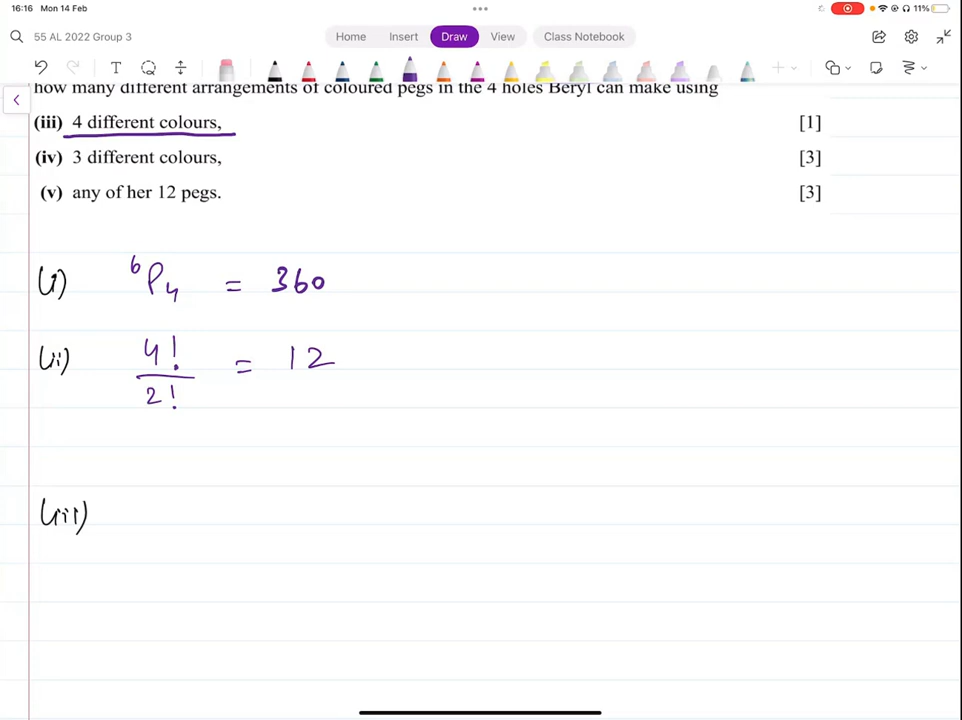 16:16 Mon 14 Feb
11%
55 AL 2022 Group 3
Home Insert Draw View Class Notebook
how many different arrangements of coloured pegs in the 4 holes Beryl can make using
(iii) 4 different colours, [1]
(iv) 3 different colours, [3]
(v) any of her 12 pegs. [3]
(i) ⁶P₄ = 360
(ii) 4!/2! = 12
(iii)